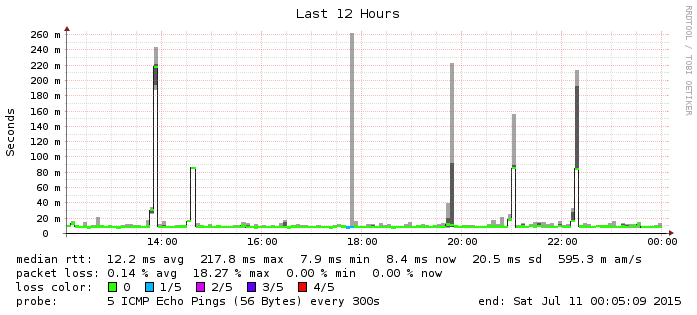 Last 12 Hours
RRDTOOL / TOBI OETIKER
Seconds
260 m
240 m
220 m
200 m
180 m
160 m
140 m
120 m
100 m
80 m
60 m
40 m
20 m
0
14:00 16:00 18:00 20:00 22:00 00:00
median rtt: 12.2 ms avg 217.8 ms max 7.9 ms min 8.4 ms now 20.5 ms sd 595.3 m am/s
packet loss: 0.14 % avg 18.27 % max 0.00 % min 0.00 % now
loss color: 0 1/5 2/5 3/5 4/5
probe: 5 ICMP Echo Pings (56 Bytes) every 300s end: Sat Jul 11 00:05:09 2015